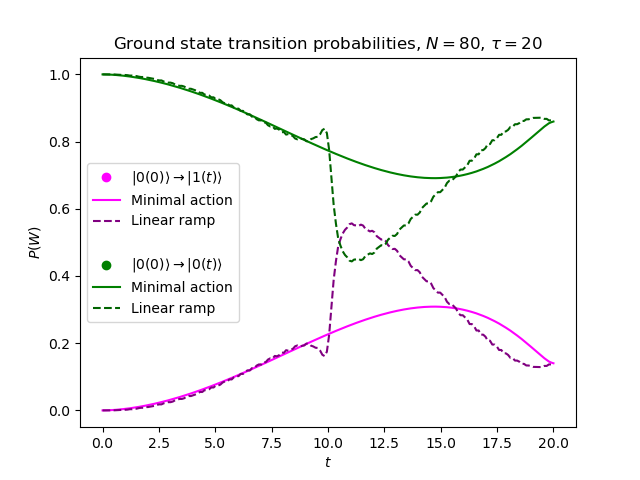 Ground state transition probabilities, $N = 80$, $\tau = 20$
1.0
0.8
0.6
0.4
0.2
0.0
P(W)
|0(0)⟩→|1(t)⟩
Minimal action
Linear ramp
|0(0)⟩→|0(t)⟩
Minimal action
Linear ramp
0.0 2.5 5.0 7.5 10.0 12.5 15.0 17.5 20.0
t